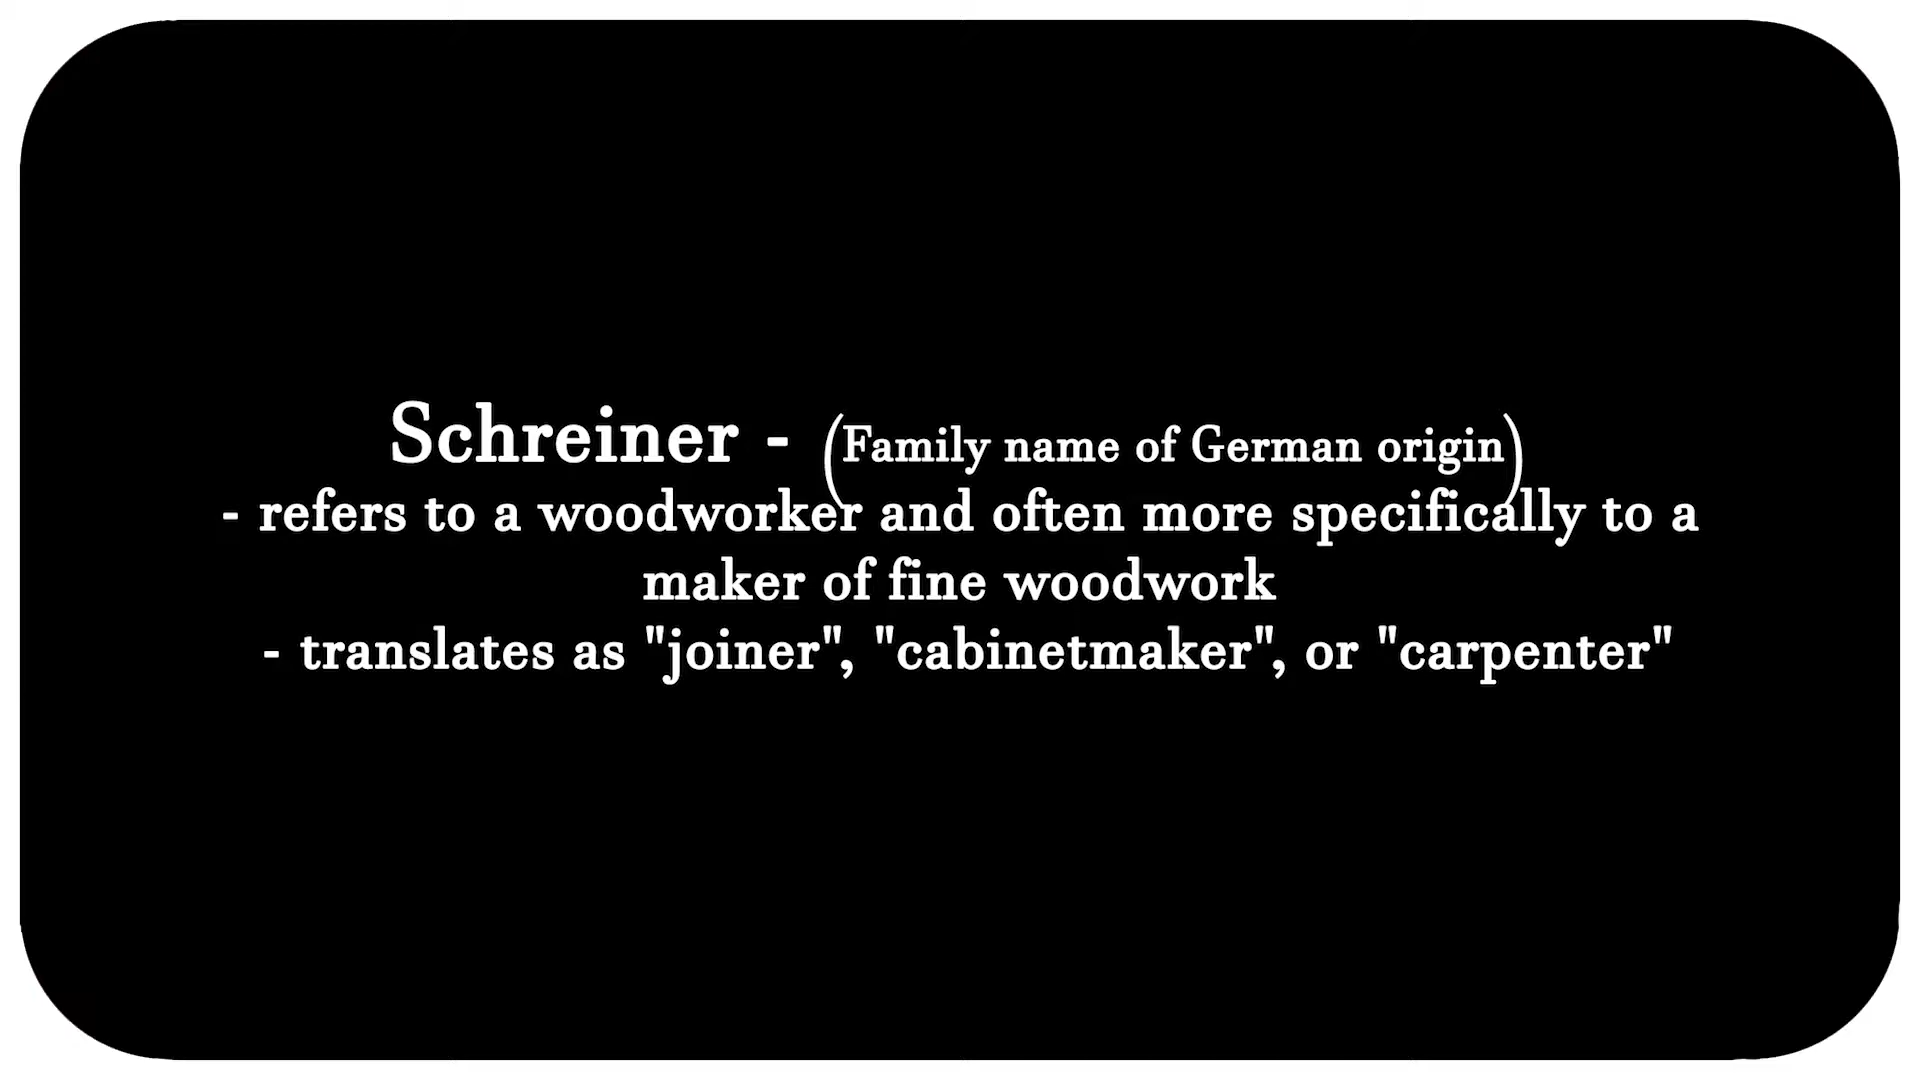 Schreiner - (Family name of German origin)
- refers to a woodworker and often more specifically to a
maker of fine woodwork
- translates as "joiner", "cabinetmaker", or "carpenter"